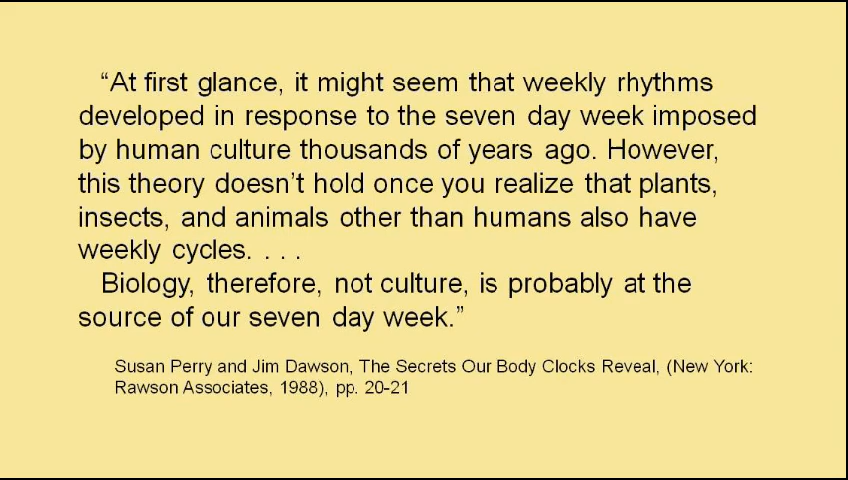 “At first glance, it might seem that weekly rhythms
developed in response to the seven day week imposed
by human culture thousands of years ago. However,
this theory doesn’t hold once you realize that plants,
insects, and animals other than humans also have
weekly cycles. . . .
Biology, therefore, not culture, is probably at the
source of our seven day week.”
Susan Perry and Jim Dawson, The Secrets Our Body Clocks Reveal, (New York:
Rawson Associates, 1988), pp. 20-21